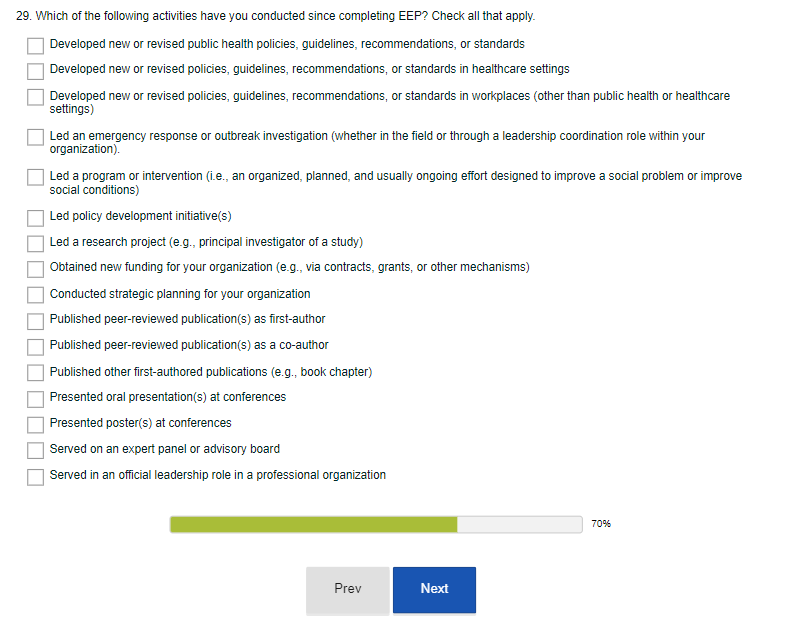 29. Which of the following activities have you conducted since completing EEP? Check all that apply.
Developed new or revised public health policies, guidelines, recommendations, or standards
Developed new or revised policies, guidelines, recommendations, or standards in healthcare settings
Developed new or revised policies, guidelines, recommendations, or standards in workplaces (other than public health or healthcare
settings)
Led an emergency response or outbreak investigation (whether in the field or through a leadership coordination role within your
organization).
Led a program or intervention (i.e., an organized, planned, and usually ongoing effort designed to improve a social problem or improve
social conditions)
Led policy development initiative(s)
Led a research project (e.g., principal investigator of a study)
Obtained new funding for your organization (e.g., via contracts, grants, or other mechanisms)
Conducted strategic planning for your organization
Published peer-reviewed publication(s) as first-author
Published peer-reviewed publication(s) as a co-author
Published other first-authored publications (e.g., book chapter)
Presented oral presentation(s) at conferences
Presented poster(s) at conferences
Served on an expert panel or advisory board
Served in an official leadership role in a professional organization
70%
Prev
Next